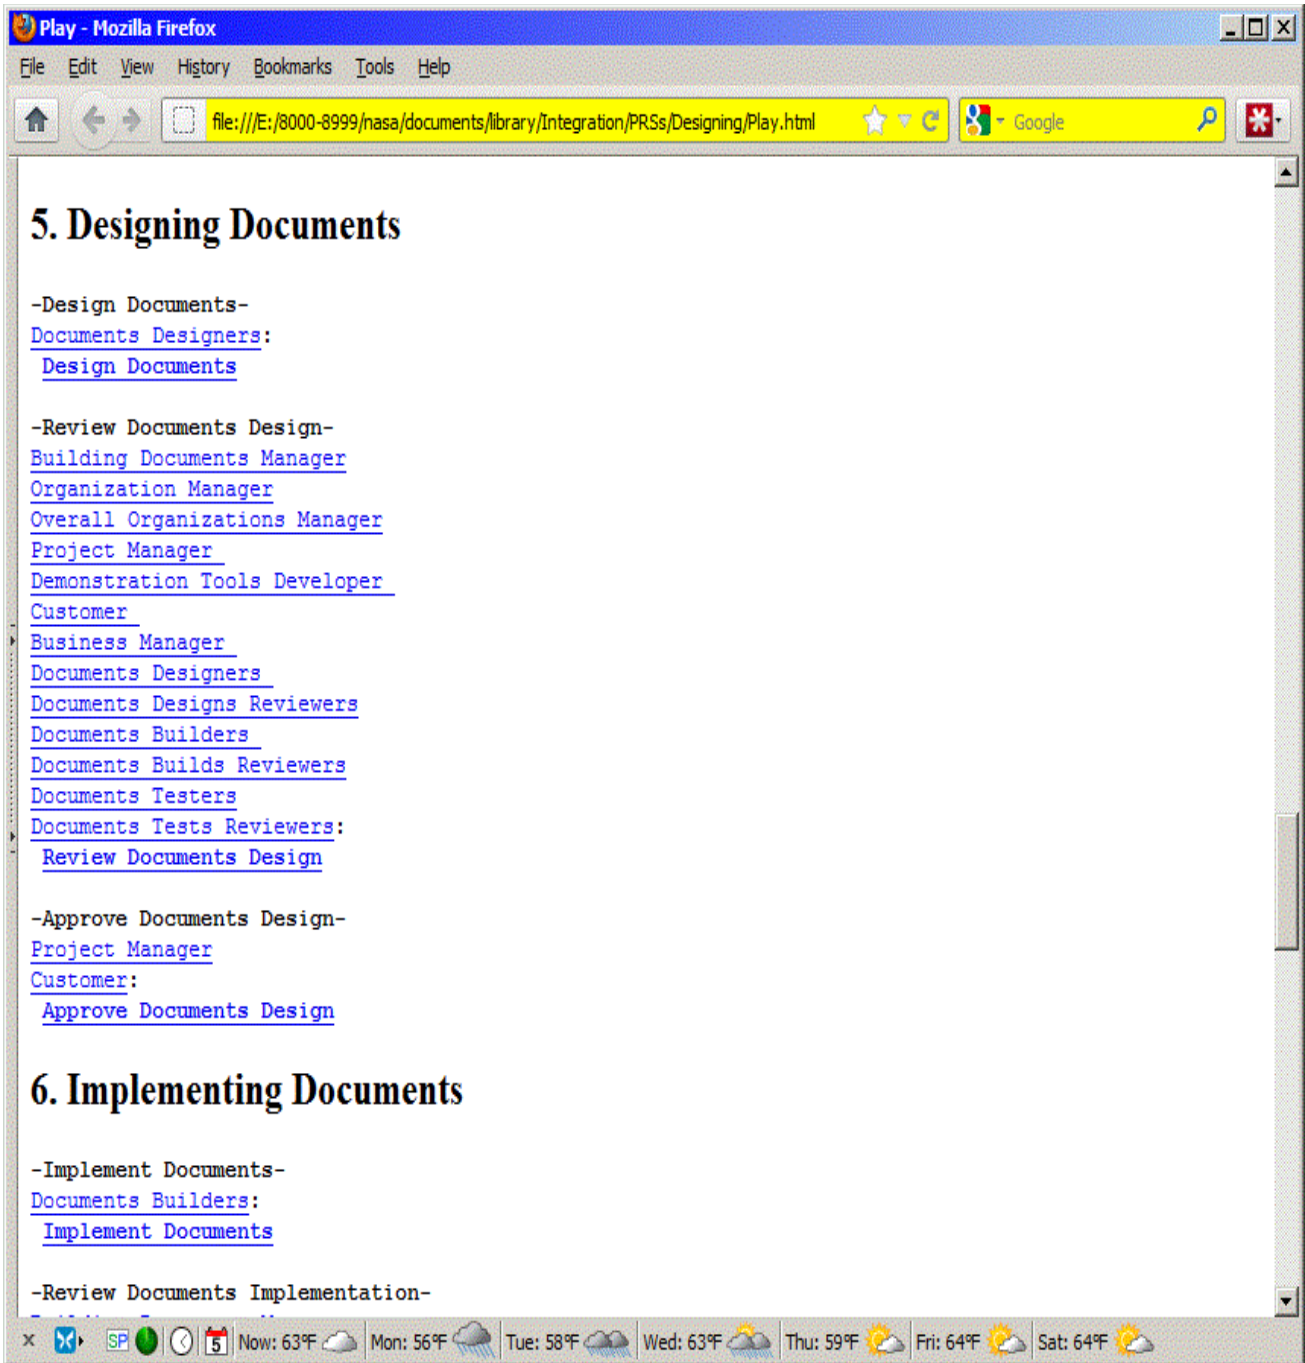 Play - Mozilla Firefox
File Edit View History Bookmarks Tools Help
file:///E:/8000-8999/nasa/documents/library/Integration/PRSs/Designing/Play.html Google
5. Designing Documents
-Design Documents-
Documents Designers:
Design Documents
-Review Documents Design-
Building Documents Manager
Organization Manager
Overall Organizations Manager
Project Manager
Demonstration Tools Developer
Customer
Business Manager
Documents Designers
Documents Designs Reviewers
Documents Builders
Documents Builds Reviewers
Documents Testers
Documents Tests Reviewers:
Review Documents Design
-Approve Documents Design-
Project Manager
Customer:
Approve Documents Design
6. Implementing Documents
-Implement Documents-
Documents Builders:
Implement Documents
-Review Documents Implementation-
SP 5 Now: 63°F Mon: 56°F Tue: 58°F Wed: 63°F Thu: 59°F Fri: 64°F Sat: 64°F